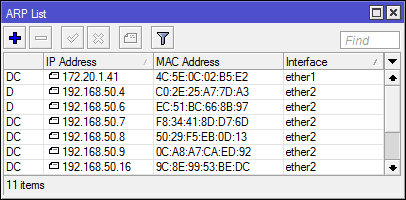 ARP List
Find
IP Address MAC Address Interface
DC 172.20.1.41 4C:5E:0C:02:B5:E2 ether1
D 192.168.50.4 C0:2E:25:A7:7D:A3 ether2
D 192.168.50.6 EC:51:BC:66:8B:97 ether2
DC 192.168.50.7 F8:34:41:8D:D7:6D ether2
DC 192.168.50.8 50:29:F5:EB:0D:13 ether2
DC 192.168.50.9 0C:A8:A7:CA:ED:92 ether2
DC 192.168.50.16 9C:8E:99:53:BE:DC ether2
11 items